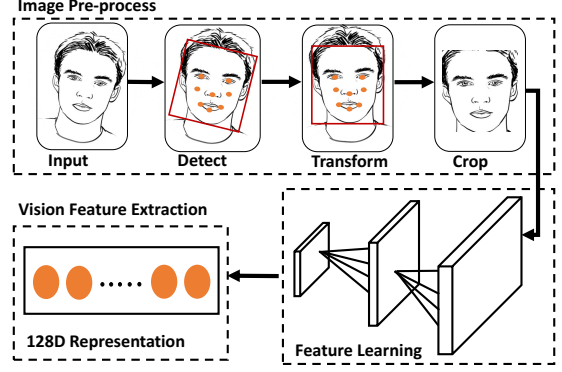 Image Pre-process
Input
Detect
Transform
Crop
Vision Feature Extraction
128D Representation
Feature Learning